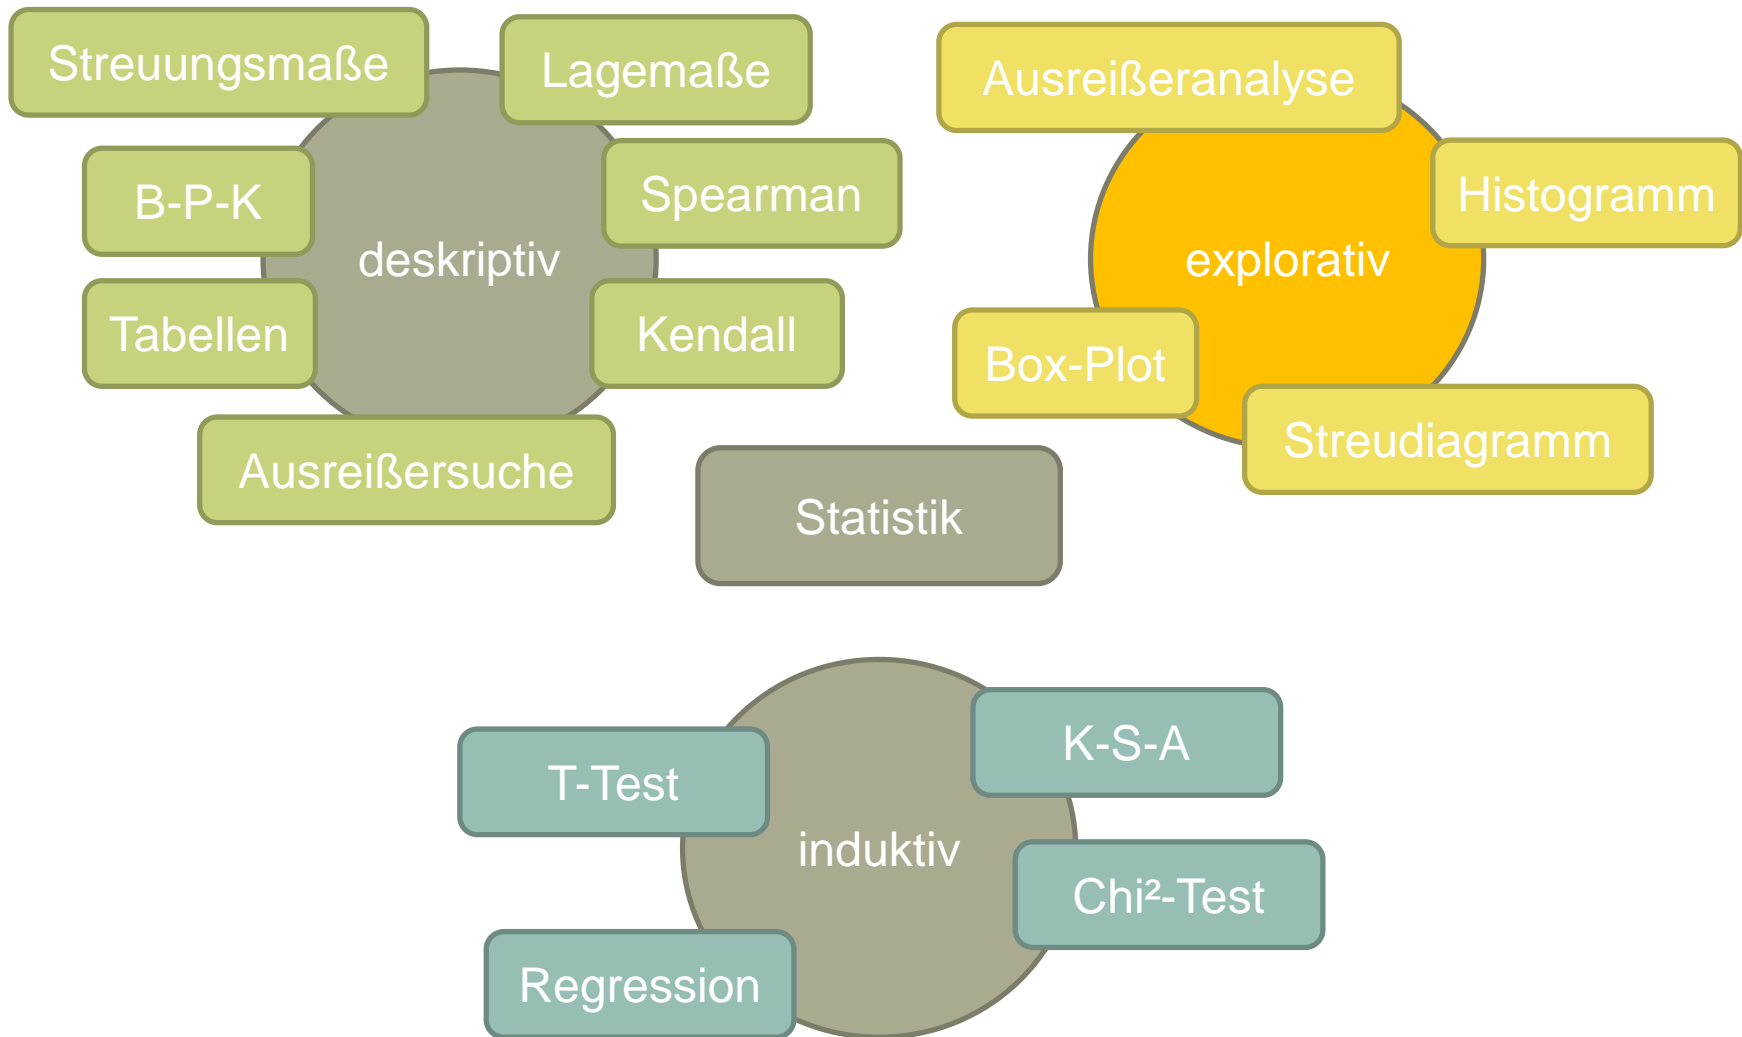 Streuungsmaße
Lagemaße
B-P-K
Spearman
deskriptiv
Tabellen
Kendall
Ausreißersuche
Ausreißeranalyse
Histogramm
explorativ
Box-Plot
Streudiagramm
Statistik
T-Test
K-S-A
induktiv
Chi²-Test
Regression